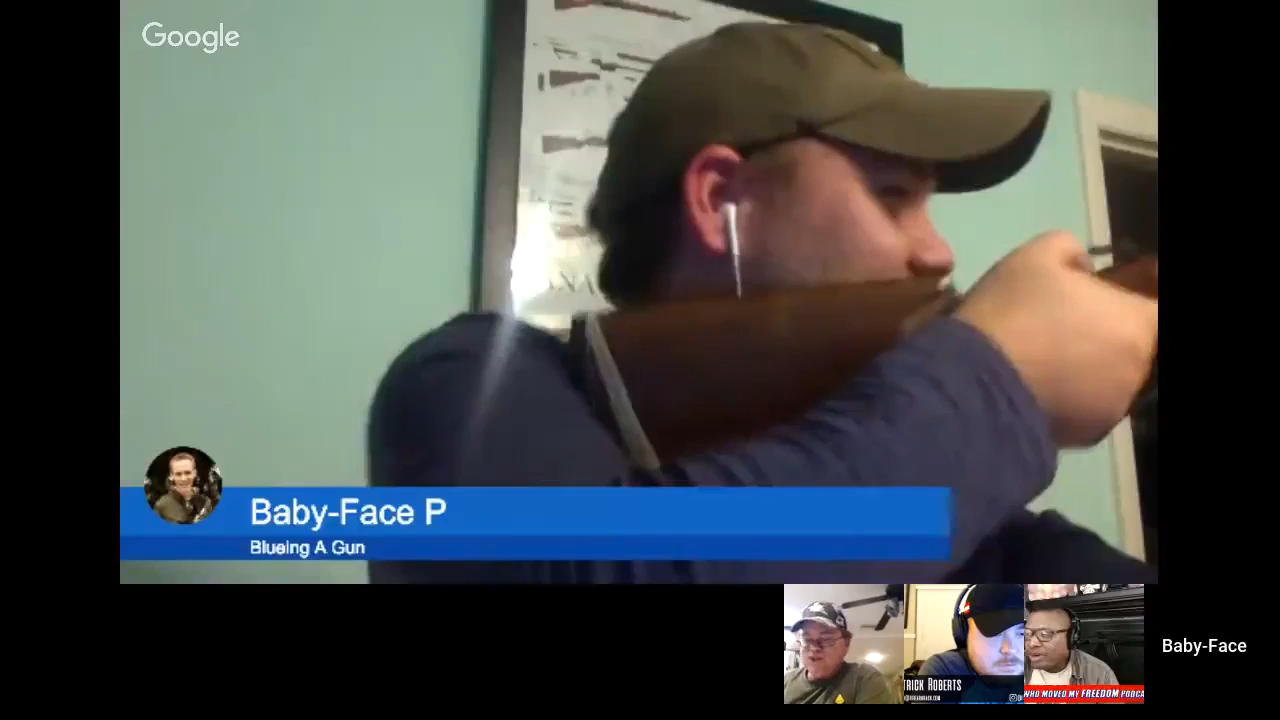 Google
Baby-Face P
Blueing A Gun
TRICK ROBERTS
WHO MOVED MY FREEDOM PODCA
Baby-Face